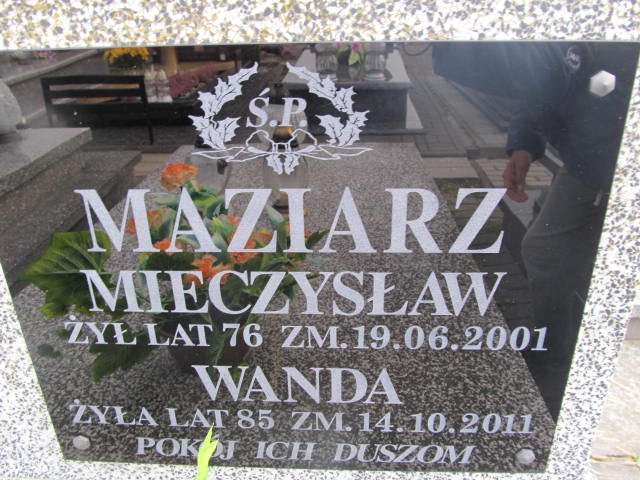 Ś.P.
MAZIARZ
MIECZYSŁAW
ŻYŁ LAT 76 ZM. 19.06.2001
WANDA
ŻYŁA LAT 85 ZM. 14.10.2011
POKÓJ ICH DUSZOM